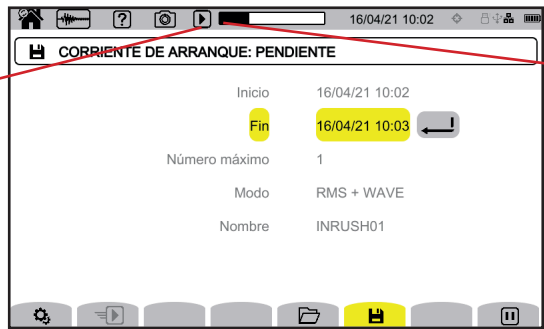 16/04/21 10:02
CORRIENTE DE ARRANQUE: PENDIENTE
Inicio 16/04/21 10:02
Fin 16/04/21 10:03
Número máximo 1
Modo RMS + WAVE
Nombre INRUSH01